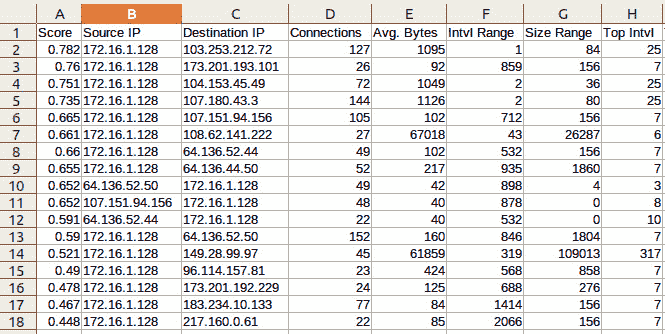 A B C D E F G H
1 Score Source IP Destination IP Connections Avg. Bytes Intvl Range Size Range Top Intvl
2 0.782 172.16.1.128 103.253.212.72 127 1095 1 84 25
3 0.76 172.16.1.128 173.201.193.101 26 92 859 156 7
4 0.751 172.16.1.128 104.153.45.49 72 1049 2 36 25
5 0.735 172.16.1.128 107.180.43.3 144 1126 2 80 25
6 0.665 172.16.1.128 107.151.94.156 105 102 712 156 7
7 0.661 172.16.1.128 108.62.141.222 27 67018 43 26287 6
8 0.66 172.16.1.128 64.136.52.44 49 102 532 156 7
9 0.655 172.16.1.128 64.136.44.50 52 217 935 1860 7
10 0.652 64.136.52.50 172.16.1.128 49 42 898 4 3
11 0.652 107.151.94.156 172.16.1.128 48 40 878 0 8
12 0.591 64.136.52.44 172.16.1.128 22 40 532 0 10
13 0.59 172.16.1.128 64.136.52.50 152 160 846 1804 7
14 0.521 172.16.1.128 149.28.99.97 45 61859 319 109013 317
15 0.49 172.16.1.128 96.114.157.81 23 424 568 858 7
16 0.478 172.16.1.128 173.201.192.229 24 125 688 276 7
17 0.467 172.16.1.128 183.234.10.133 77 84 1414 156 7
18 0.448 172.16.1.128 217.160.0.61 22 85 2066 156 7